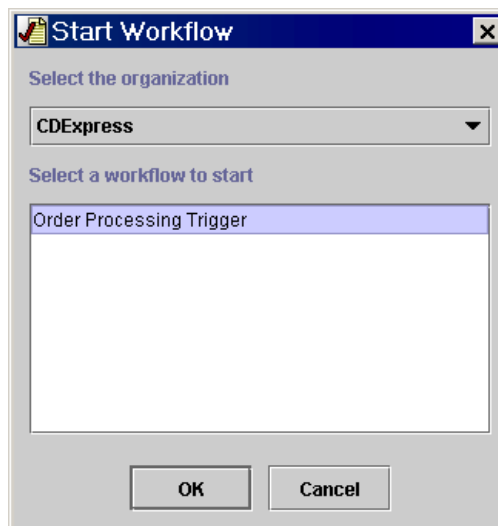 Start Workflow
Select the organization
CDExpress
Select a workflow to start
Order Processing Trigger
OK
Cancel